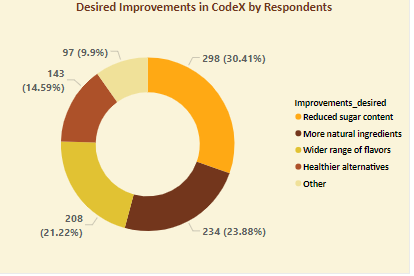 Desired Improvements in CodeX by Respondents
97 (9.9%)
298 (30.41%)
143
(14.59%)
208
(21.22%)
234 (23.88%)
Improvements_desired
Reduced sugar content
More natural ingredients
Wider range of flavors
Healthier alternatives
Other